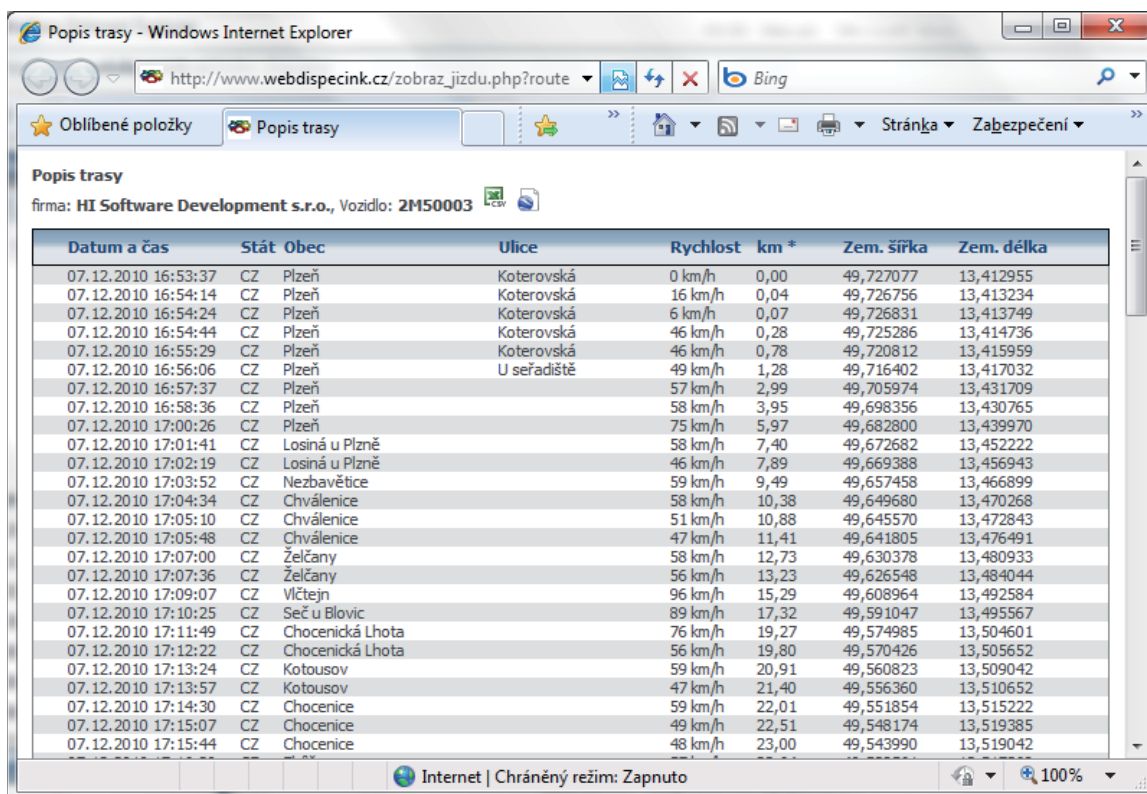 Popis trasy - Windows Internet Explorer
http://www.webdispecink.cz/zobraz_jizdu.php?route Bing
Oblíbené položky Popis trasy Stránka Zabezpečení
Popis trasy
firma: HI Software Development s.r.o., Vozidlo: 2M50003 CSV
Datum a čas Stát Obec Ulice Rychlost km * Zem. šířka Zem. délka
07.12.2010 16:53:37 CZ Plzeň Koterovská 0 km/h 0,00 49,727077 13,412955
07.12.2010 16:54:14 CZ Plzeň Koterovská 16 km/h 0,04 49,726756 13,413234
07.12.2010 16:54:24 CZ Plzeň Koterovská 6 km/h 0,07 49,726831 13,413749
07.12.2010 16:54:44 CZ Plzeň Koterovská 46 km/h 0,28 49,725286 13,414736
07.12.2010 16:55:29 CZ Plzeň Koterovská 46 km/h 0,78 49,720812 13,415959
07.12.2010 16:56:06 CZ Plzeň U seřadiště 49 km/h 1,28 49,716402 13,417032
07.12.2010 16:57:37 CZ Plzeň 57 km/h 2,99 49,705974 13,431709
07.12.2010 16:58:36 CZ Plzeň 58 km/h 3,95 49,698356 13,430765
07.12.2010 17:00:26 CZ Plzeň 75 km/h 5,97 49,682800 13,439970
07.12.2010 17:01:41 CZ Losiná u Plzně 58 km/h 7,40 49,672682 13,452222
07.12.2010 17:02:19 CZ Losiná u Plzně 46 km/h 7,89 49,669388 13,456943
07.12.2010 17:03:52 CZ Nezbavětice 59 km/h 9,49 49,657458 13,466899
07.12.2010 17:04:34 CZ Chválenice 58 km/h 10,38 49,649680 13,470268
07.12.2010 17:05:10 CZ Chválenice 51 km/h 10,88 49,645570 13,472843
07.12.2010 17:05:48 CZ Chválenice 47 km/h 11,41 49,641805 13,476491
07.12.2010 17:07:00 CZ Želčany 58 km/h 12,73 49,630378 13,480933
07.12.2010 17:07:36 CZ Želčany 56 km/h 13,23 49,626548 13,484044
07.12.2010 17:09:07 CZ Vlčtejn 96 km/h 15,29 49,608964 13,492584
07.12.2010 17:10:25 CZ Seč u Blovic 89 km/h 17,32 49,591047 13,495567
07.12.2010 17:11:49 CZ Chocenická Lhota 76 km/h 19,27 49,574985 13,504601
07.12.2010 17:12:22 CZ Chocenická Lhota 56 km/h 19,80 49,570426 13,505652
07.12.2010 17:13:24 CZ Kotousov 59 km/h 20,91 49,560823 13,509042
07.12.2010 17:13:57 CZ Kotousov 47 km/h 21,40 49,556360 13,510652
07.12.2010 17:14:30 CZ Chocenice 59 km/h 22,01 49,551854 13,515222
07.12.2010 17:15:07 CZ Chocenice 49 km/h 22,51 49,548174 13,519385
07.12.2010 17:15:44 CZ Chocenice 48 km/h 23,00 49,543990 13,519042
Internet | Chráněný režim: Zapnuto 100%